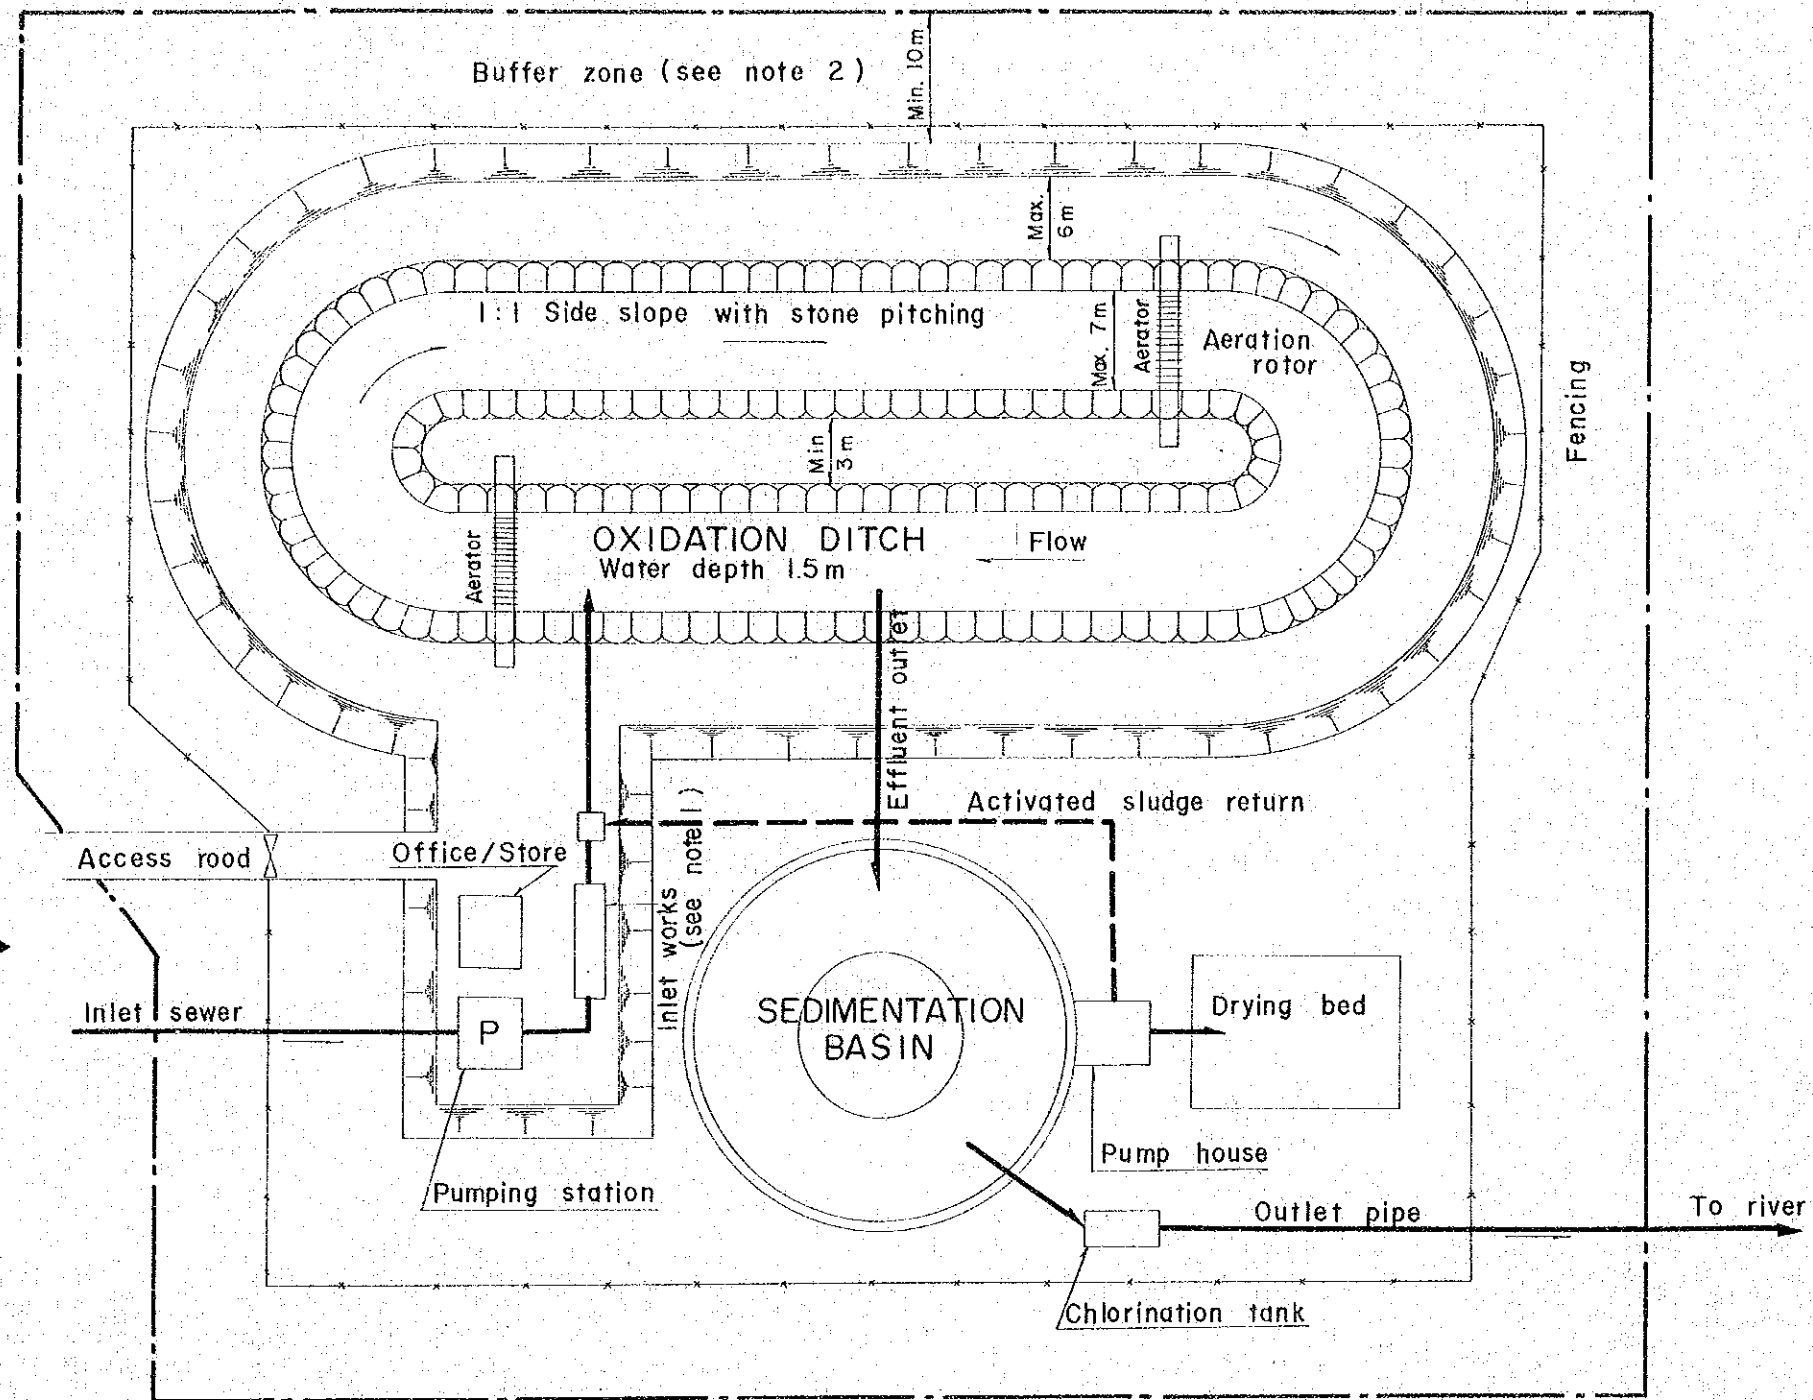 Buffer zone (see note 2)
Min. 10m
Max.
6m
1:1 Side slope with stone pitching
Max. 7m
Aerator
Aeration
rotor
Fencing
Min
3m
OXIDATION DITCH
Water depth 1.5m
Flow
Aerator
Effluent outlet
Activated sludge return
Access rood
Office/Store
Inlet works
(see note 1)
Inlet sewer
P
SEDIMENTATION
BASIN
Drying bed
Pump house
Pumping station
Outlet pipe
To river
Chlorination tank